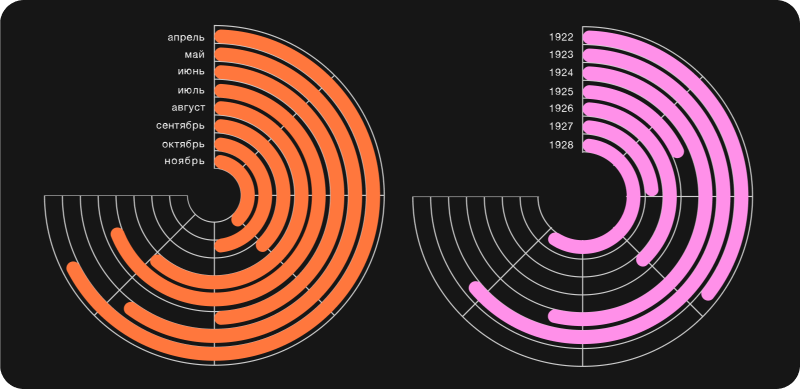 апрель
май
июнь
июль
август
сентябрь
октябрь
ноябрь
1922
1923
1924
1925
1926
1927
1928